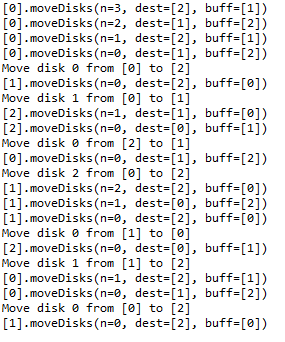 [0].moveDisks(n=3, dest=[2], buff=[1])
[0].moveDisks(n=2, dest=[1], buff=[2])
[0].moveDisks(n=1, dest=[2], buff=[1])
[0].moveDisks(n=0, dest=[1], buff=[2])
Move disk 0 from [0] to [2]
[1].moveDisks(n=0, dest=[2], buff=[0])
Move disk 1 from [0] to [1]
[2].moveDisks(n=1, dest=[1], buff=[0])
[2].moveDisks(n=0, dest=[0], buff=[1])
Move disk 0 from [2] to [1]
[0].moveDisks(n=0, dest=[1], buff=[2])
Move disk 2 from [0] to [2]
[1].moveDisks(n=2, dest=[2], buff=[0])
[1].moveDisks(n=1, dest=[0], buff=[2])
[1].moveDisks(n=0, dest=[2], buff=[0])
Move disk 0 from [1] to [0]
[2].moveDisks(n=0, dest=[0], buff=[1])
Move disk 1 from [1] to [2]
[0].moveDisks(n=1, dest=[2], buff=[1])
[0].moveDisks(n=0, dest=[1], buff=[2])
Move disk 0 from [0] to [2]
[1].moveDisks(n=0, dest=[2], buff=[0])